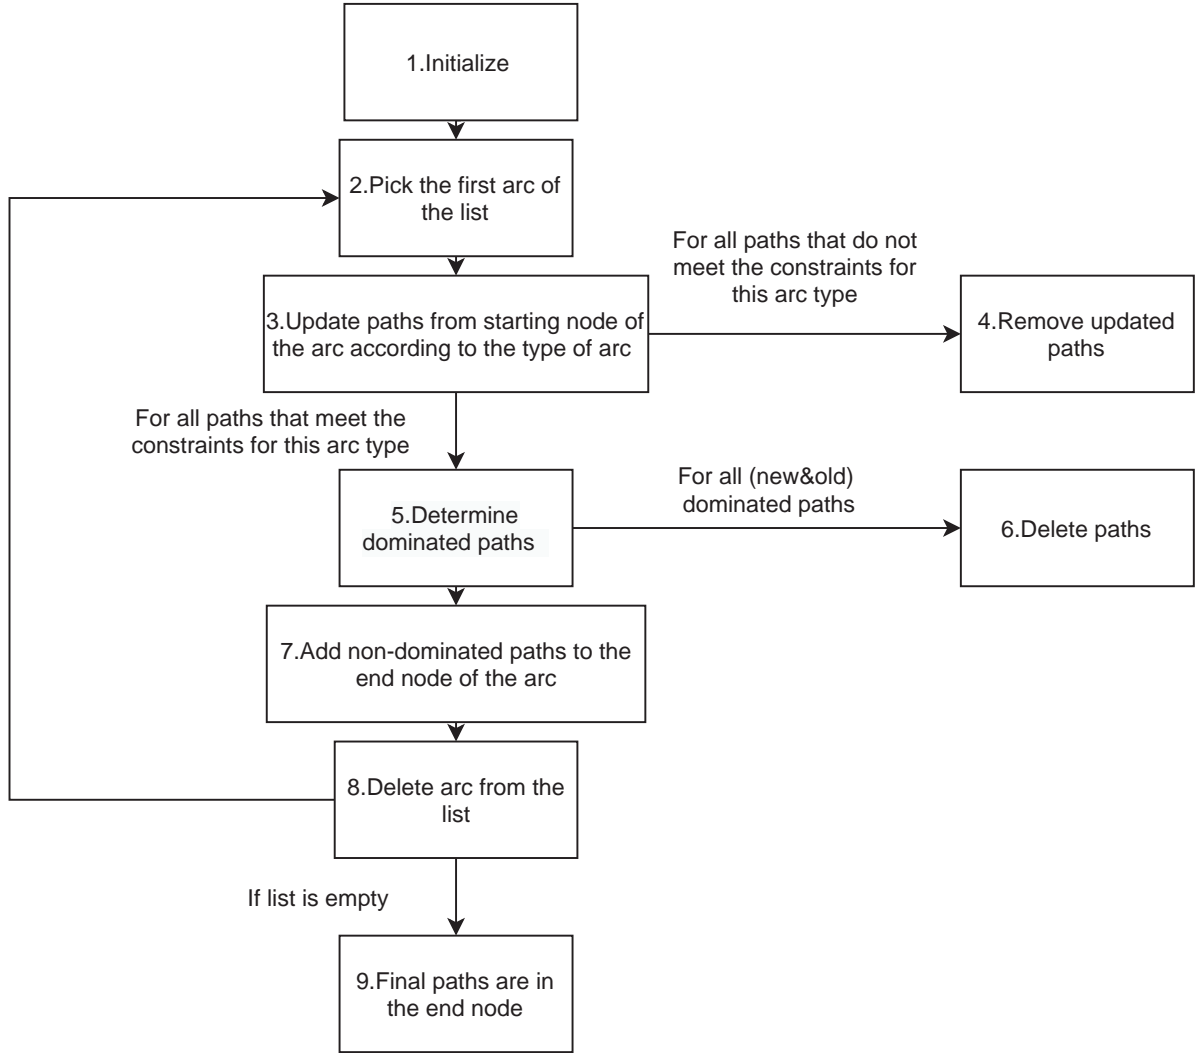 1.Initialize
2.Pick the first arc of
the list
For all paths that do not
meet the constraints for
this arc type
3.Update paths from starting node of
the arc according to the type of arc
4.Remove updated
paths
For all paths that meet the
constraints for this arc type
For all (new&old)
dominated paths
5.Determine
dominated paths
6.Delete paths
7.Add non-dominated paths to the
end node of the arc
8.Delete arc from the
list
If list is empty
9.Final paths are in
the end node